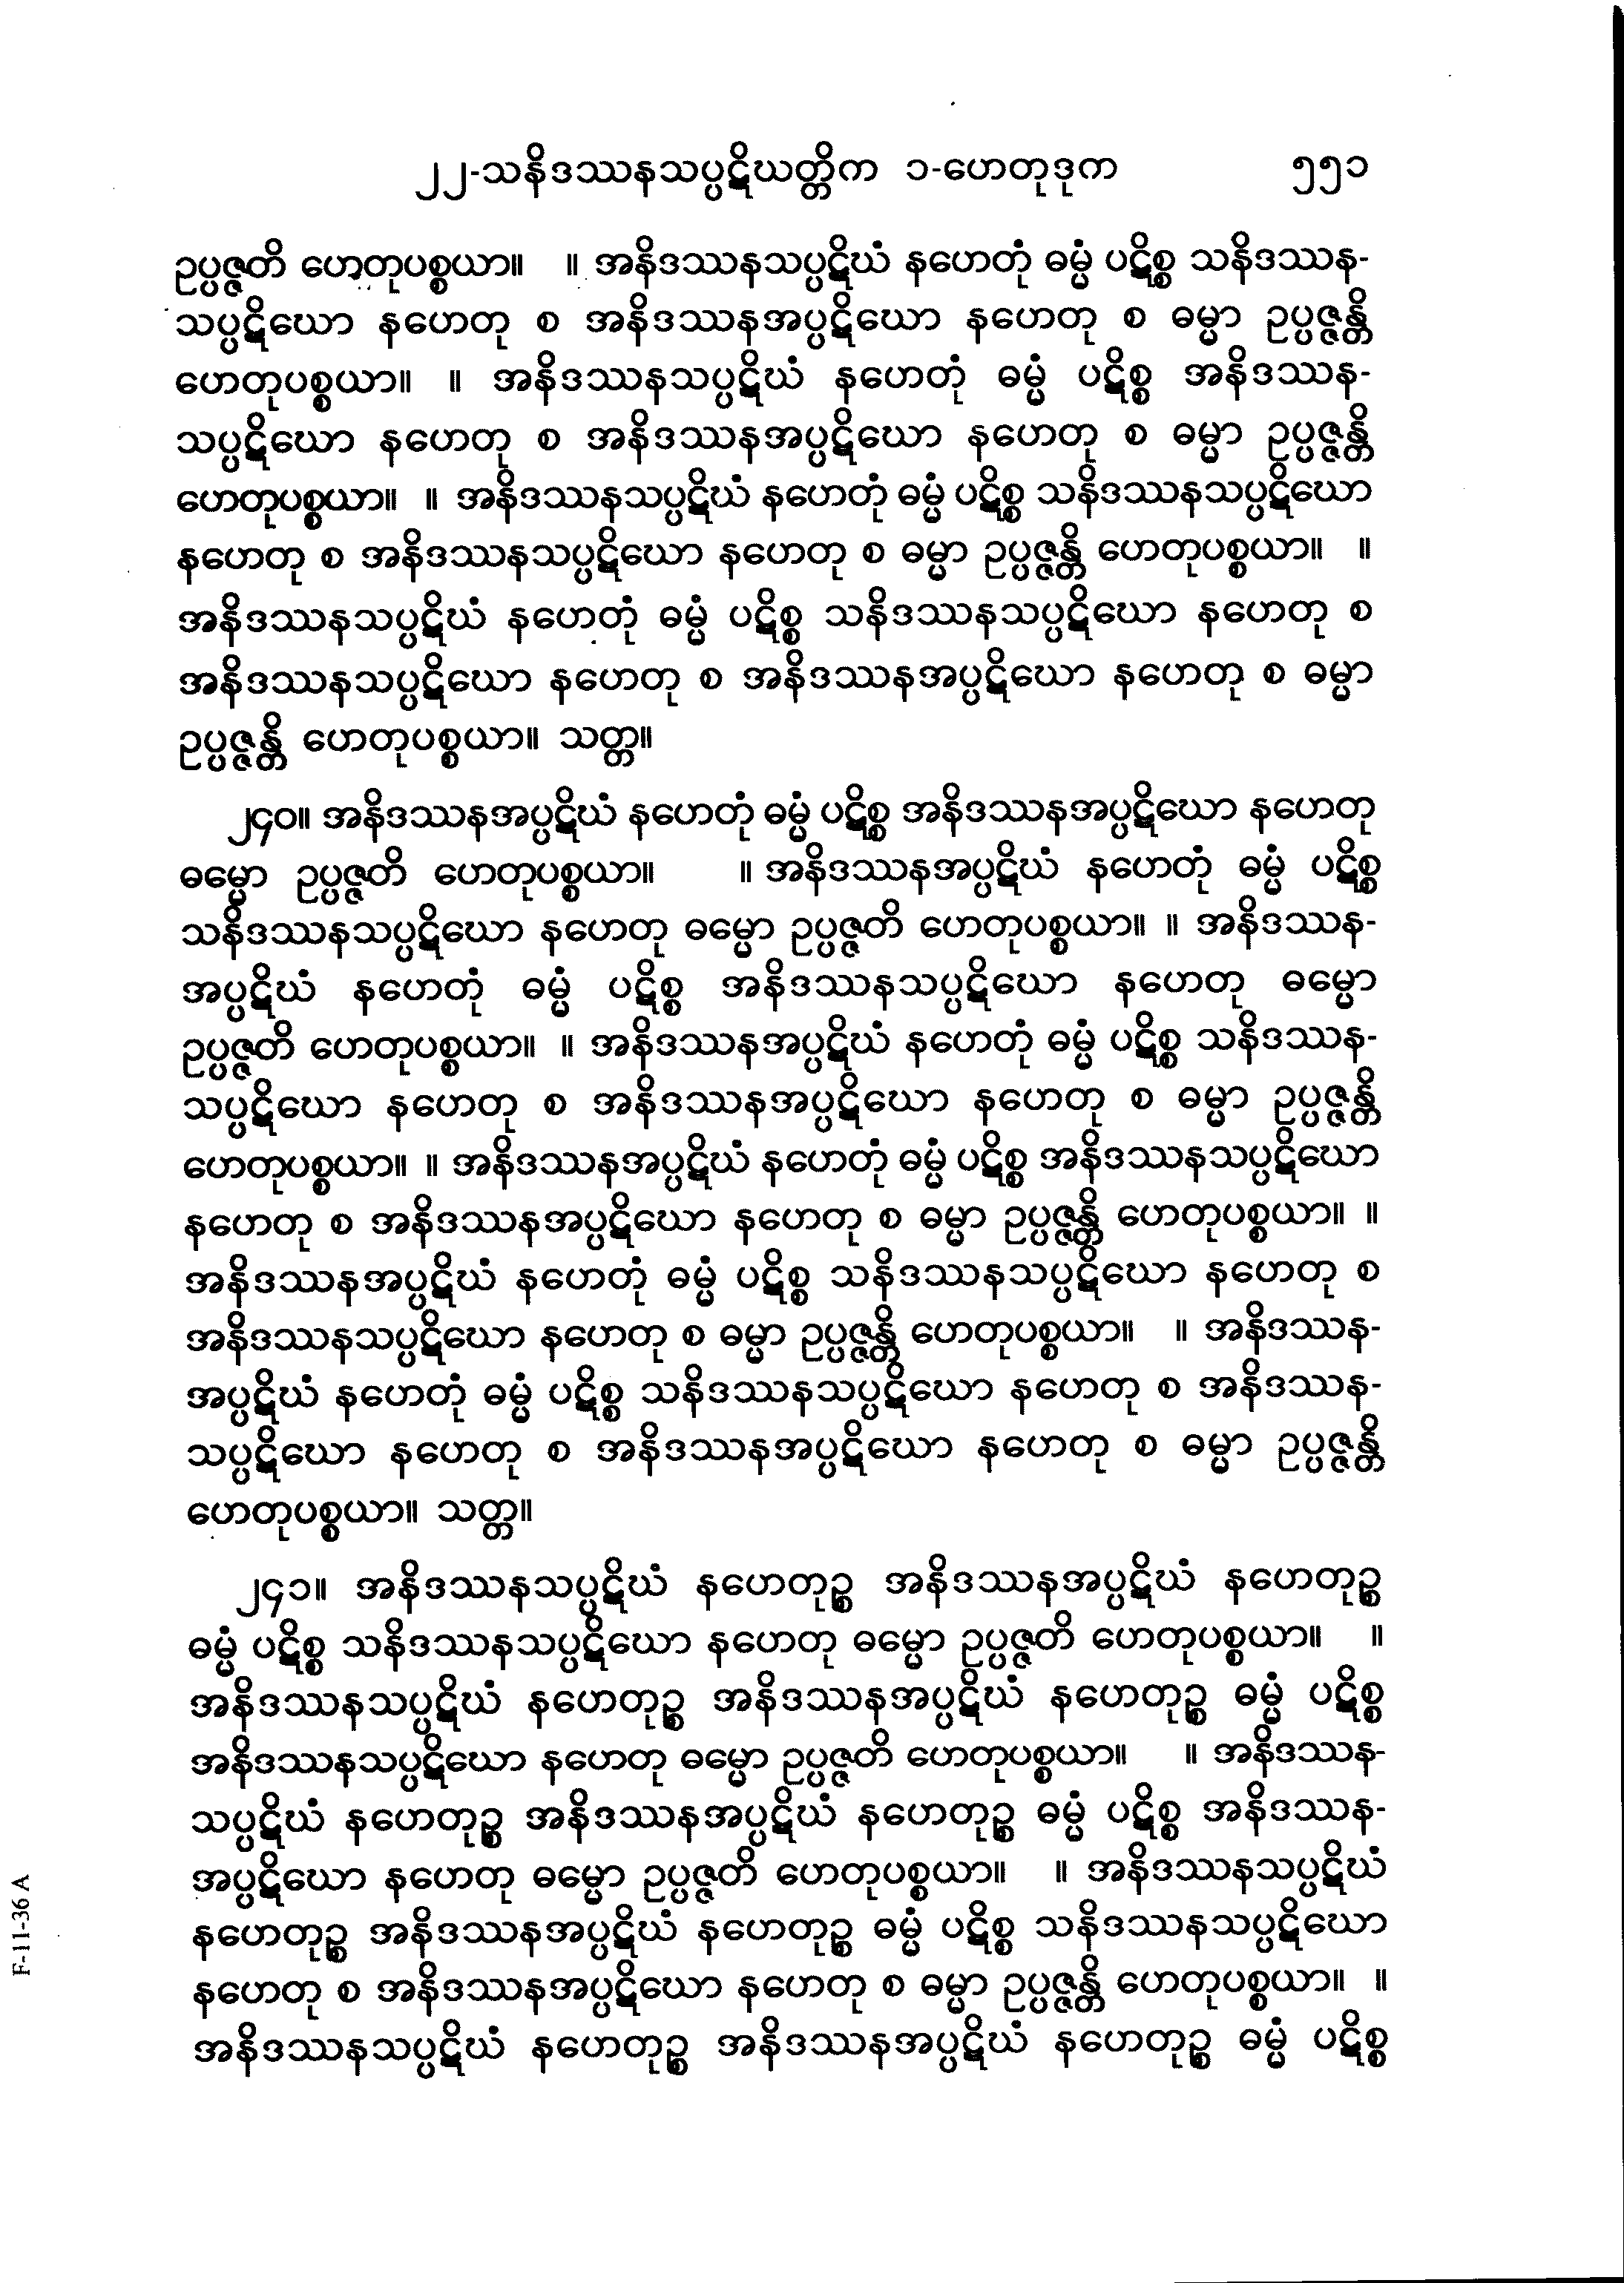 ၂၂-သနိဒဿနသပ္ပဋိဃတ္တိက ၁-ဟေတုဒုက ၅၅၁
ဥပ္ပဇ္ဇတိ ဟေတုပစ္စယာ။ ။ အနိဒဿနသပ္ပဋိဃံ နဟေတုံ ဓမ္မံ ပဋိစ္စ သနိဒဿန-
သပ္ပဋိဃော နဟေတု စ အနိဒဿနအပ္ပဋိဃော နဟေတု စ ဓမ္မာ ဥပ္ပဇ္ဇန္တိ
ဟေတုပစ္စယာ။ ။ အနိဒဿနသပ္ပဋိဃံ နဟေတုံ ဓမ္မံ ပဋိစ္စ အနိဒဿန-
သပ္ပဋိဃော နဟေတု စ အနိဒဿနအပ္ပဋိဃော နဟေတု စ ဓမ္မာ ဥပ္ပဇ္ဇန္တိ
ဟေတုပစ္စယာ။ ။ အနိဒဿနသပ္ပဋိဃံ နဟေတုံ ဓမ္မံ ပဋိစ္စ သနိဒဿနသပ္ပဋိဃော
နဟေတု စ အနိဒဿနသပ္ပဋိဃော နဟေတု စ ဓမ္မာ ဥပ္ပဇ္ဇန္တိ ဟေတုပစ္စယာ။ ။
အနိဒဿနသပ္ပဋိဃံ နဟေတုံ ဓမ္မံ ပဋိစ္စ သနိဒဿနသပ္ပဋိဃော နဟေတု စ
အနိဒဿနသပ္ပဋိဃော နဟေတု စ အနိဒဿနအပ္ပဋိဃော နဟေတု စ ဓမ္မာ
ဥပ္ပဇ္ဇန္တိ ဟေတုပစ္စယာ။ သတ္တ။
၂၄၀။ အနိဒဿနအပ္ပဋိဃံ နဟေတုံ ဓမ္မံ ပဋိစ္စ အနိဒဿနအပ္ပဋိဃော နဟေတု
ဓမ္မော ဥပ္ပဇ္ဇတိ ဟေတုပစ္စယာ။ ။ အနိဒဿနအပ္ပဋိဃံ နဟေတုံ ဓမ္မံ ပဋိစ္စ
သနိဒဿနသပ္ပဋိဃော နဟေတု ဓမ္မော ဥပ္ပဇ္ဇတိ ဟေတုပစ္စယာ။ ။ အနိဒဿန-
အပ္ပဋိဃံ နဟေတုံ ဓမ္မံ ပဋိစ္စ အနိဒဿနသပ္ပဋိဃော နဟေတု ဓမ္မော
ဥပ္ပဇ္ဇတိ ဟေတုပစ္စယာ။ ။ အနိဒဿနအပ္ပဋိဃံ နဟေတုံ ဓမ္မံ ပဋိစ္စ သနိဒဿန-
သပ္ပဋိဃော နဟေတု စ အနိဒဿနအပ္ပဋိဃော နဟေတု စ ဓမ္မာ ဥပ္ပဇ္ဇန္တိ
ဟေတုပစ္စယာ။ ။ အနိဒဿနအပ္ပဋိဃံ နဟေတုံ ဓမ္မံ ပဋိစ္စ အနိဒဿနသပ္ပဋိဃော
နဟေတု စ အနိဒဿနအပ္ပဋိဃော နဟေတု စ ဓမ္မာ ဥပ္ပဇ္ဇန္တိ ဟေတုပစ္စယာ။ ။
အနိဒဿနအပ္ပဋိဃံ နဟေတုံ ဓမ္မံ ပဋိစ္စ သနိဒဿနသပ္ပဋိဃော နဟေတု စ
အနိဒဿနသပ္ပဋိဃော နဟေတု စ ဓမ္မာ ဥပ္ပဇ္ဇန္တိ ဟေတုပစ္စယာ။ ။ အနိဒဿန-
အပ္ပဋိဃံ နဟေတုံ ဓမ္မံ ပဋိစ္စ သနိဒဿနသပ္ပဋိဃော နဟေတု စ အနိဒဿန-
သပ္ပဋိဃော နဟေတု စ အနိဒဿနအပ္ပဋိဃော နဟေတု စ ဓမ္မာ ဥပ္ပဇ္ဇန္တိ
ဟေတုပစ္စယာ။ သတ္တ။
၂၄၁။ အနိဒဿနသပ္ပဋိဃံ နဟေတုဉ္စ အနိဒဿနအပ္ပဋိဃံ နဟေတုဉ္စ
ဓမ္မံ ပဋိစ္စ သနိဒဿနသပ္ပဋိဃော နဟေတု ဓမ္မော ဥပ္ပဇ္ဇတိ ဟေတုပစ္စယာ။ ။
အနိဒဿနသပ္ပဋိဃံ နဟေတုဉ္စ အနိဒဿနအပ္ပဋိဃံ နဟေတုဉ္စ ဓမ္မံ ပဋိစ္စ
အနိဒဿနသပ္ပဋိဃော နဟေတု ဓမ္မော ဥပ္ပဇ္ဇတိ ဟေတုပစ္စယာ။ ။ အနိဒဿန-
သပ္ပဋိဃံ နဟေတုဉ္စ အနိဒဿနအပ္ပဋိဃံ နဟေတုဉ္စ ဓမ္မံ ပဋိစ္စ အနိဒဿန-
အပ္ပဋိဃော နဟေတု ဓမ္မော ဥပ္ပဇ္ဇတိ ဟေတုပစ္စယာ။ ။ အနိဒဿနသပ္ပဋိဃံ
နဟေတုဉ္စ အနိဒဿနအပ္ပဋိဃံ နဟေတုဉ္စ ဓမ္မံ ပဋိစ္စ သနိဒဿနသပ္ပဋိဃော
နဟေတု စ အနိဒဿနအပ္ပဋိဃော နဟေတု စ ဓမ္မာ ဥပ္ပဇ္ဇန္တိ ဟေတုပစ္စယာ။ ။
အနိဒဿနသပ္ပဋိဃံ နဟေတုဉ္စ အနိဒဿနအပ္ပဋိဃံ နဟေတုဉ္စ ဓမ္မံ ပဋိစ္စ
F-11-36 A